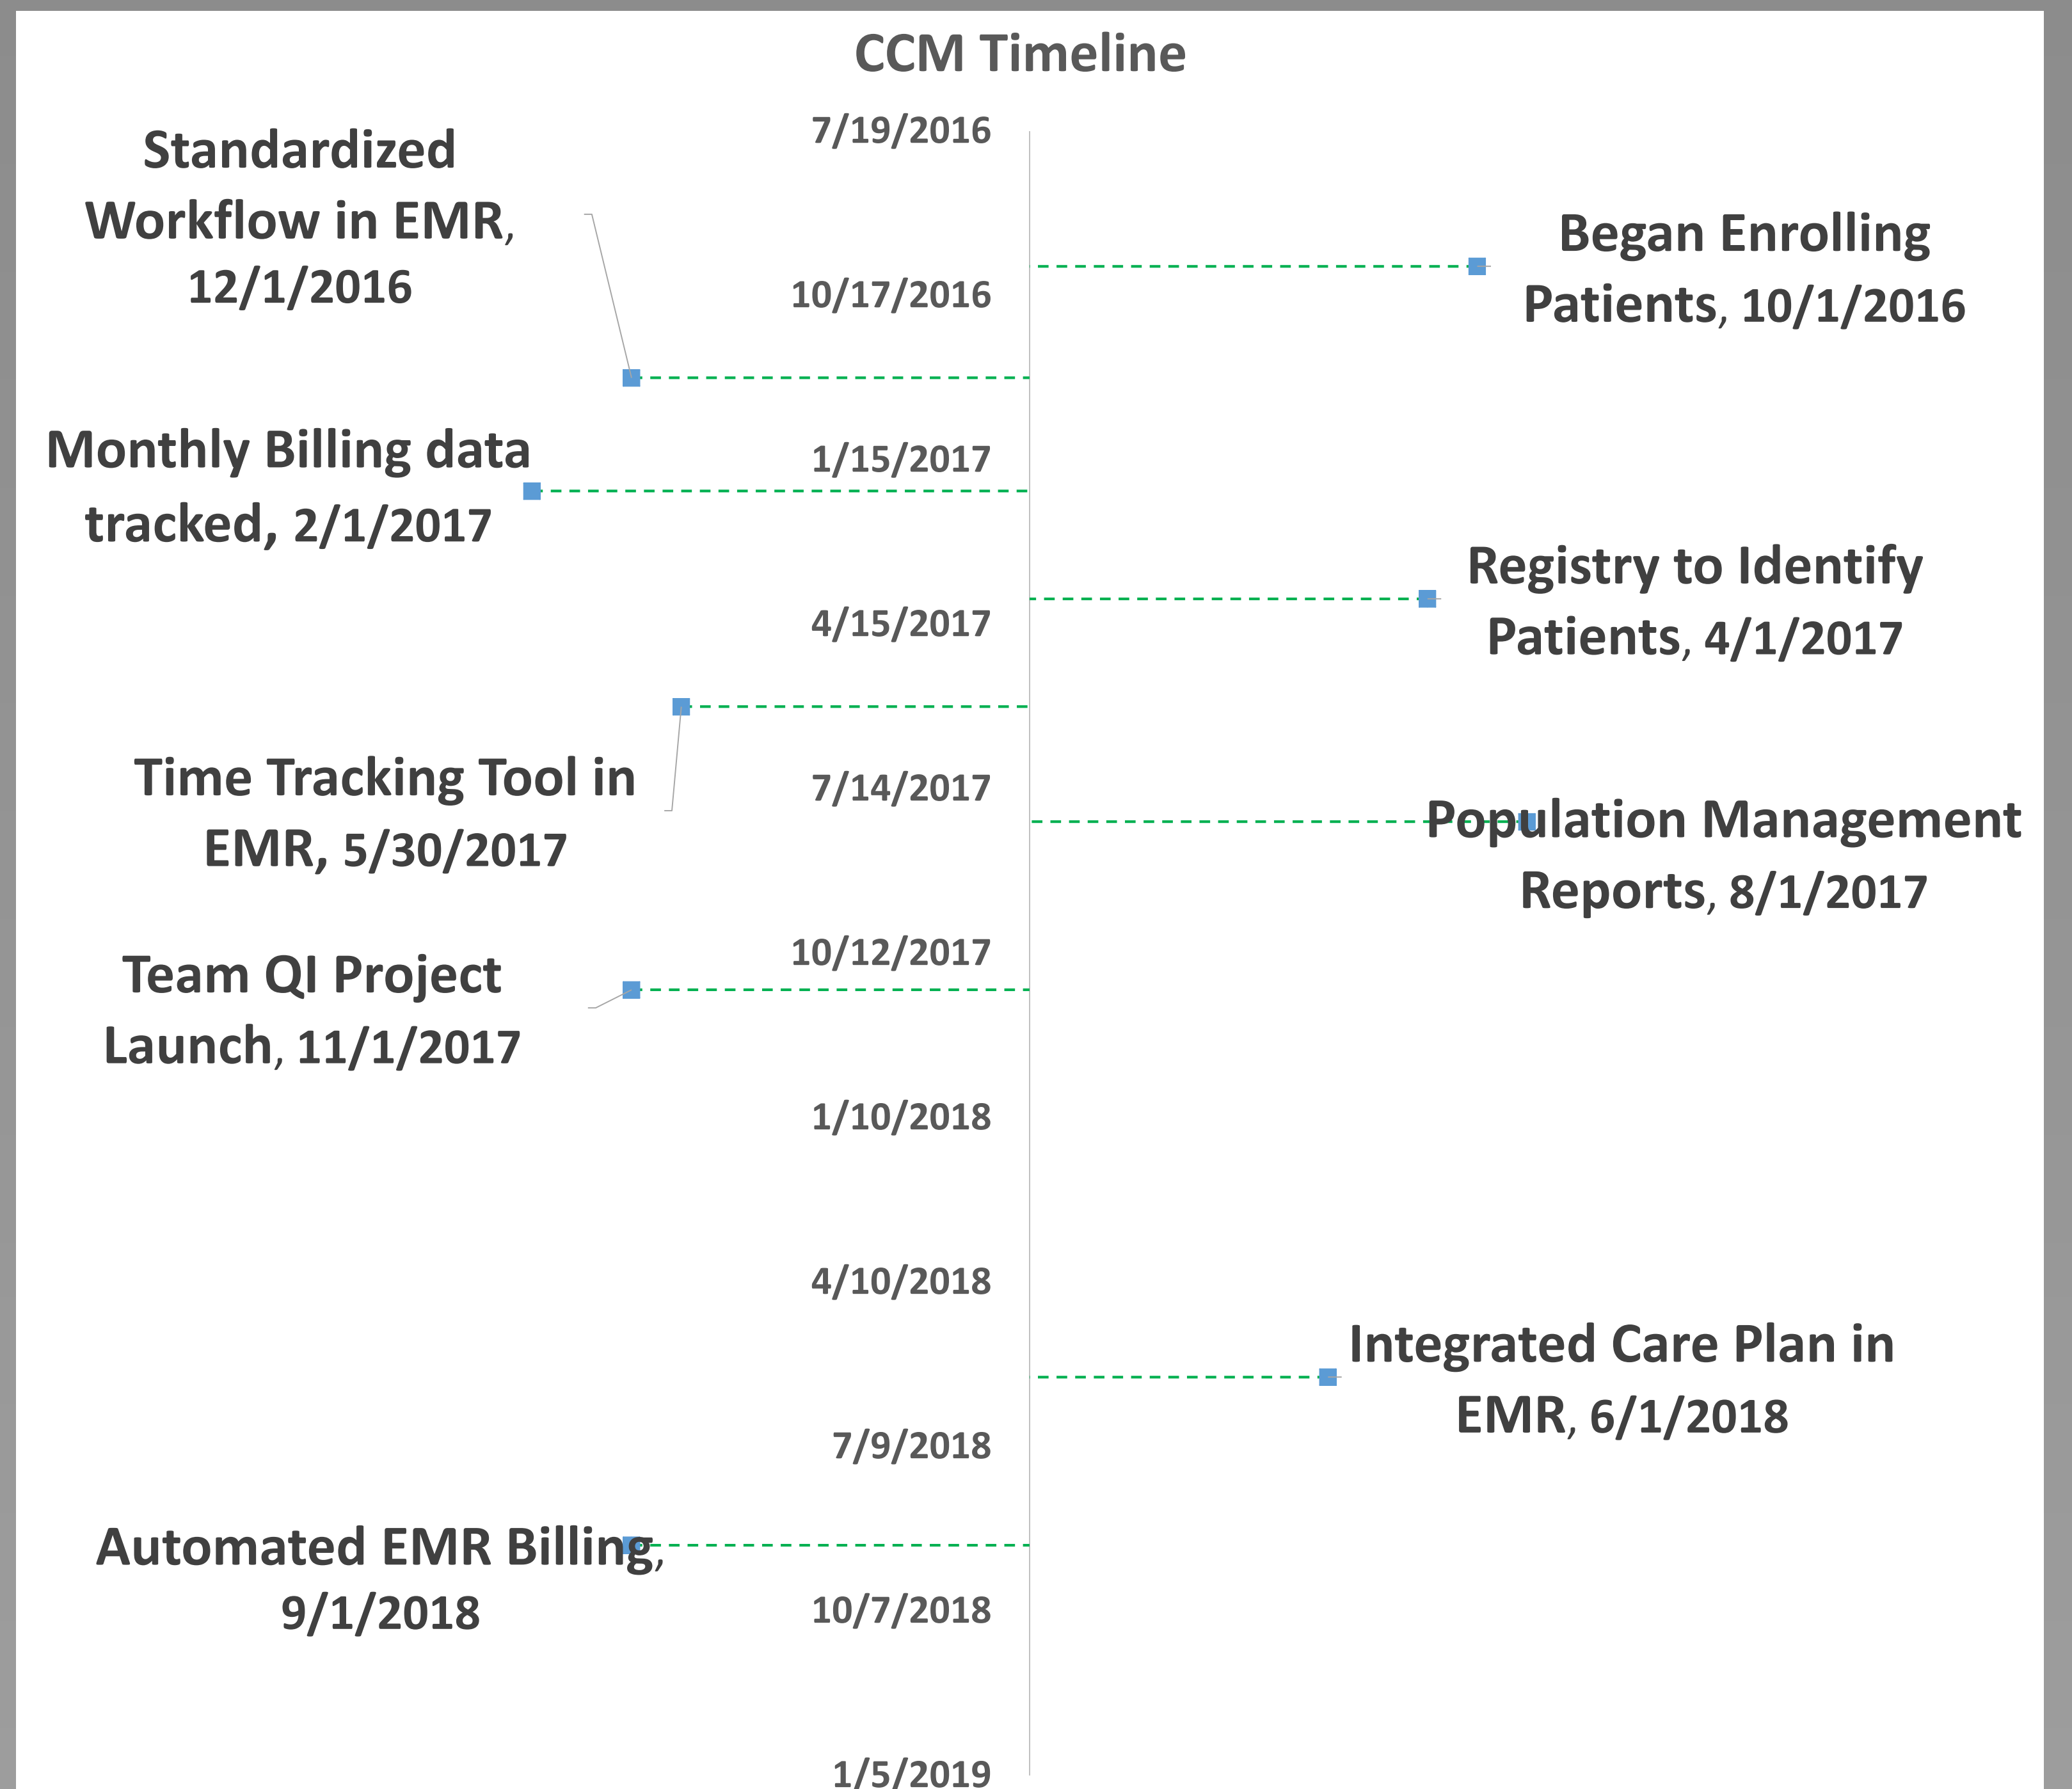 CCM Timeline
7/19/2016
Standardized
Workflow in EMR,
12/1/2016
Began Enrolling
Patients, 10/1/2016
10/17/2016
Monthly Billing data
tracked, 2/1/2017
1/15/2017
Registry to Identify
Patients, 4/1/2017
4/15/2017
Time Tracking Tool in
EMR, 5/30/2017
7/14/2017
Population Management
Reports, 8/1/2017
10/12/2017
Team QI Project
Launch, 11/1/2017
1/10/2018
4/10/2018
Integrated Care Plan in
EMR, 6/1/2018
7/9/2018
Automated EMR Billing,
9/1/2018
10/7/2018
1/5/2019